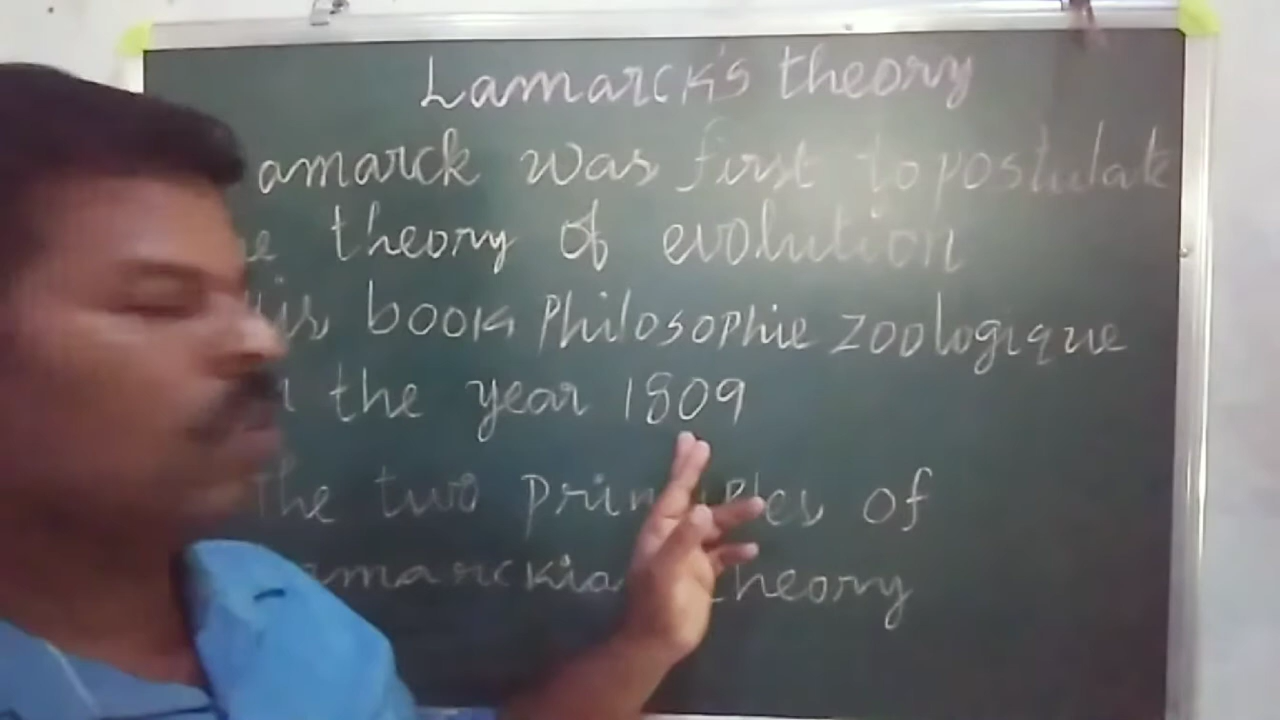 Lamarck's theory
amarck was first to postulate
e theory of evolution
his book Philosophie zoologique
the year 1809
The two principles of
amarckian theory